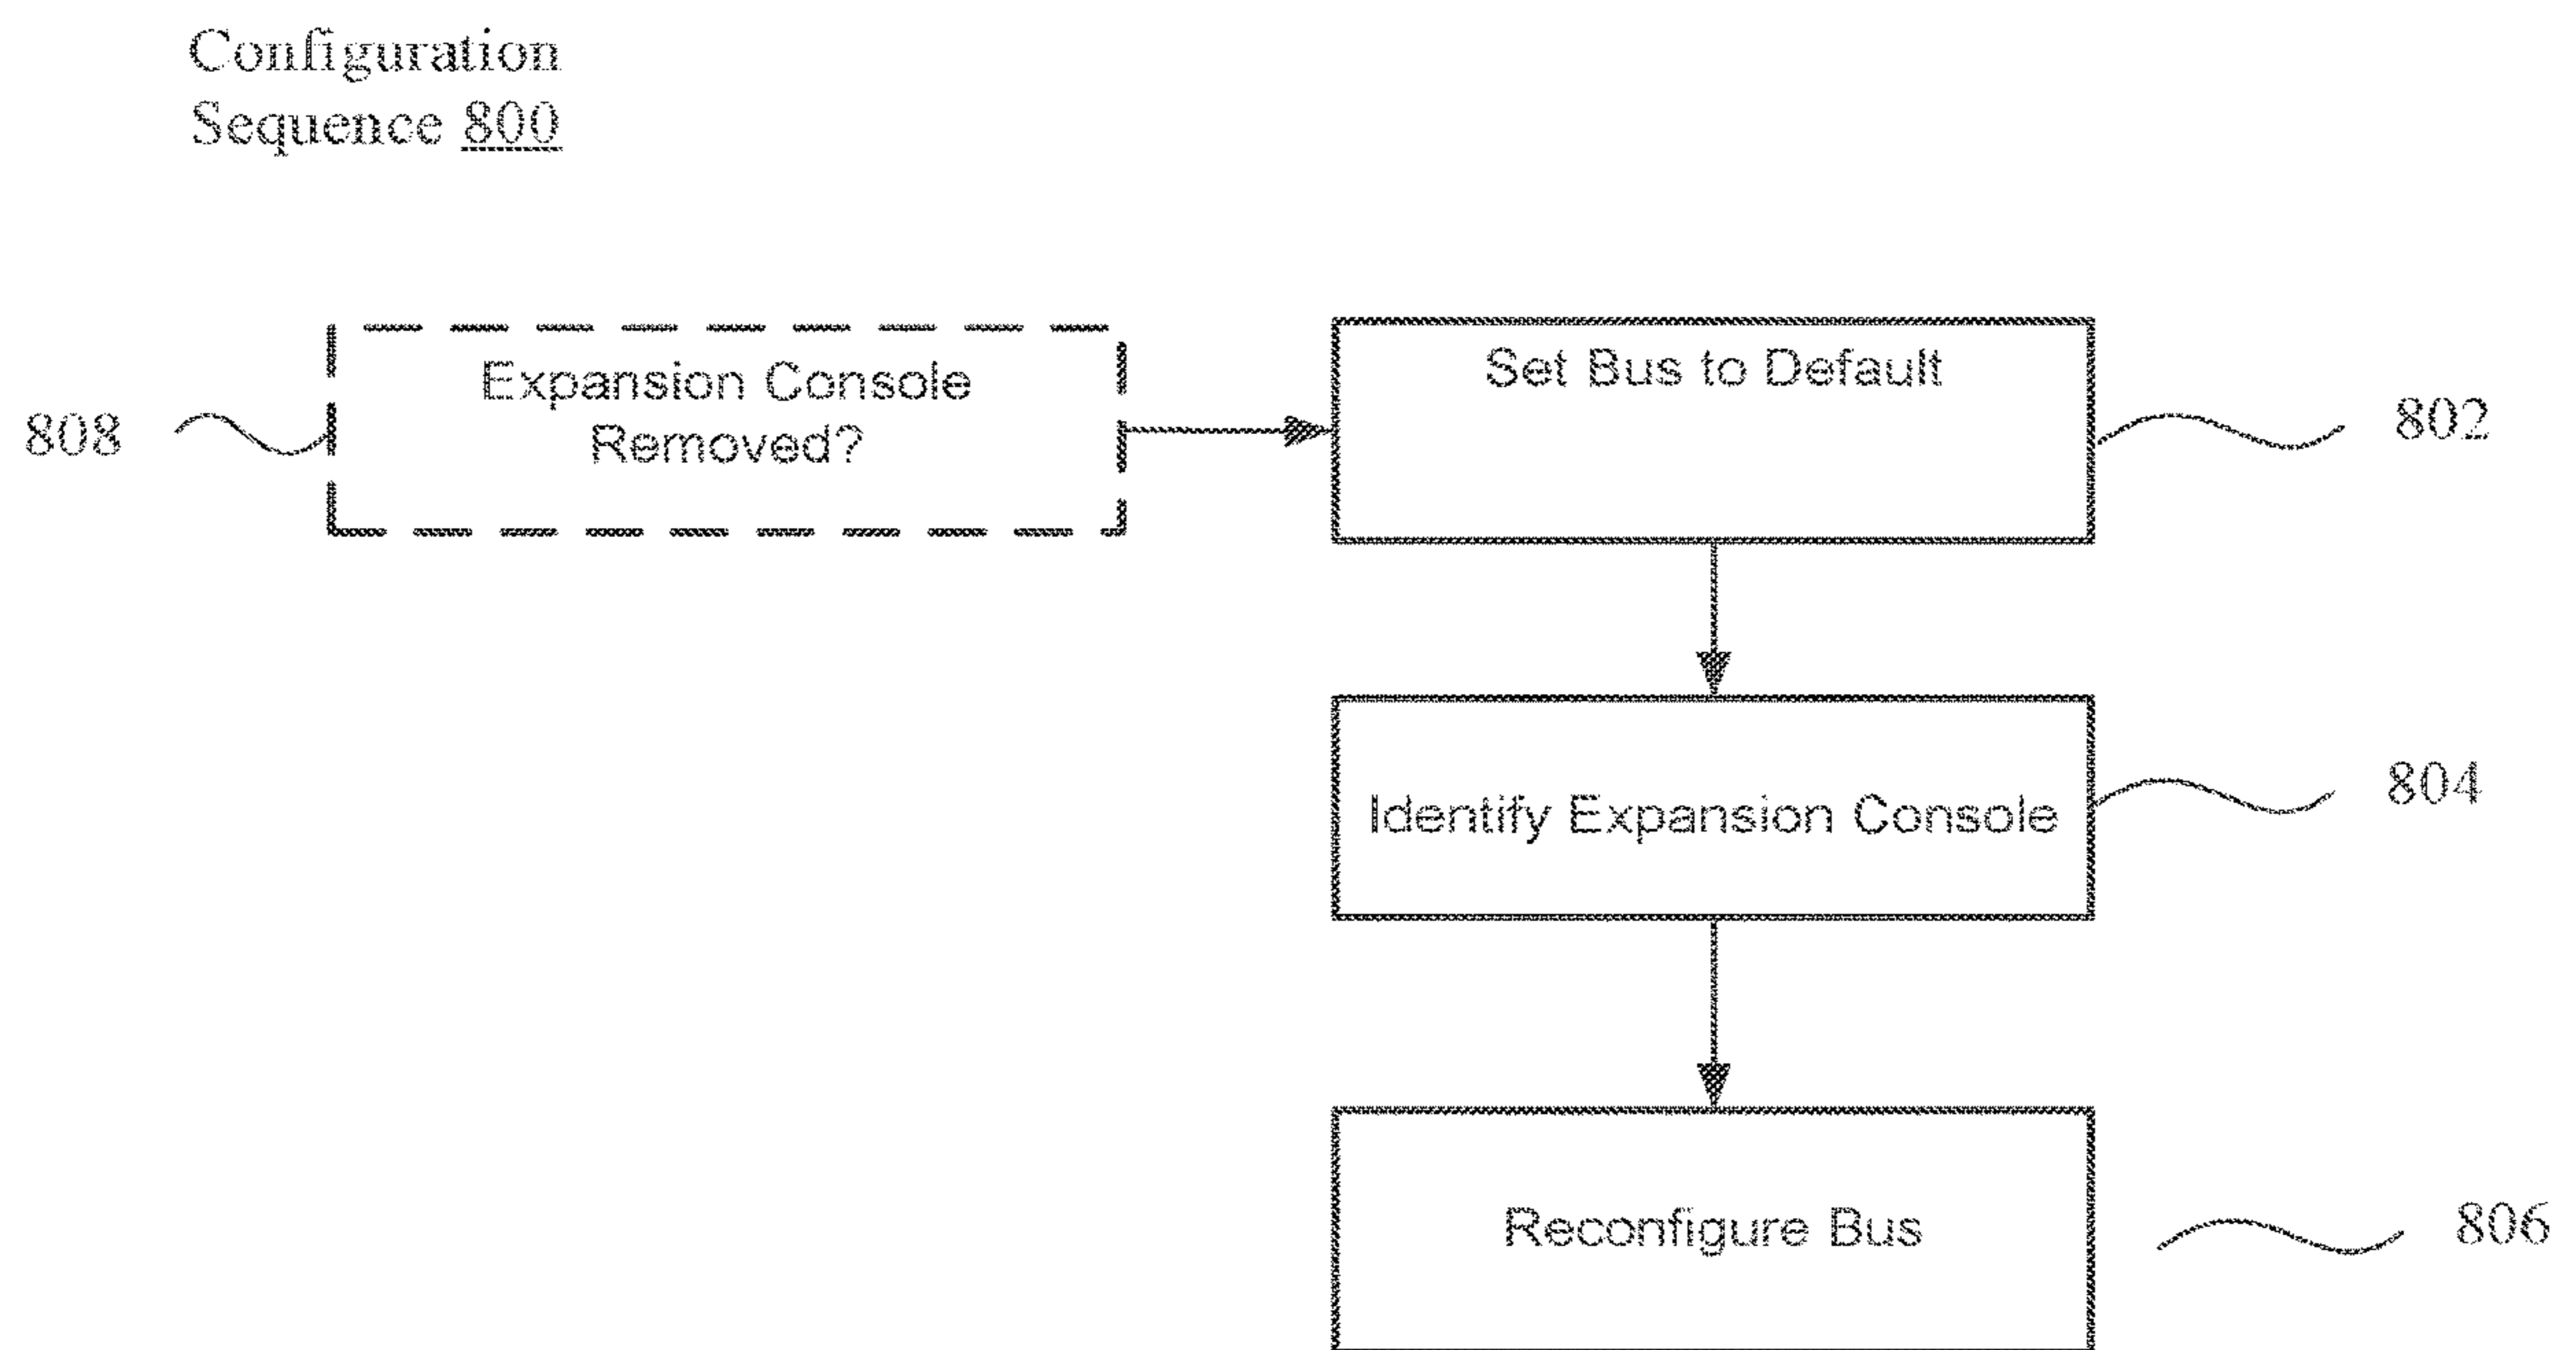 Configuration
Sequence 800
Expansion Console
Removed?
808
Set Bus to Default
802
Identify Expansion Console
804
Reconfigure Bus
806